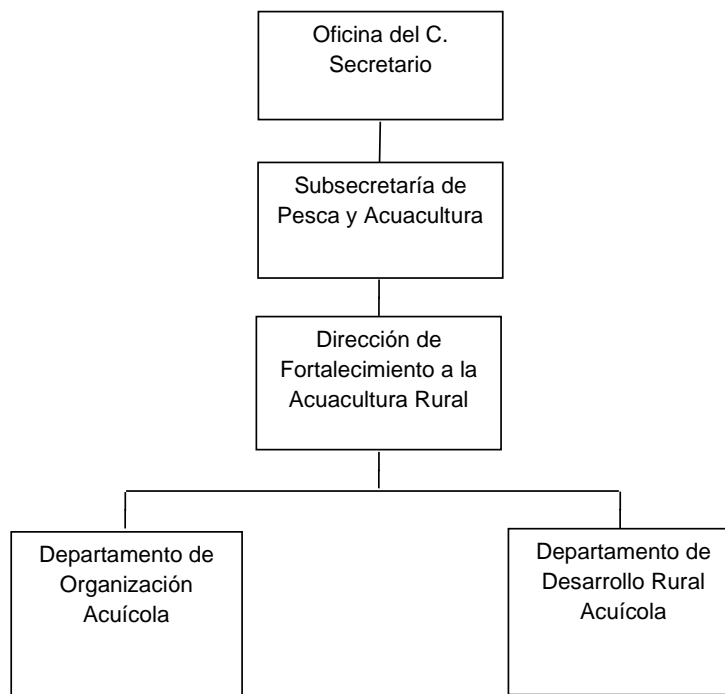 Oficina del C.
Secretario
Subsecretaría de
Pesca y Acuacultura
Dirección de
Fortalecimiento a la
Acuacultura Rural
Departamento de
Organización
Acuícola
Departamento de
Desarrollo Rural
Acuícola